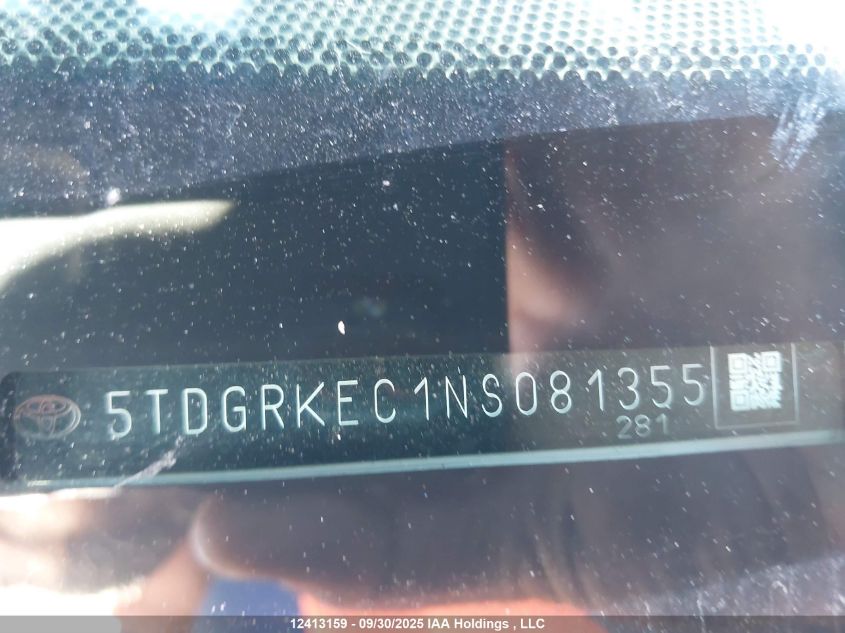 5TDGRKEC1NS081355
281
12413159 - 09/30/2025 IAA Holdings , LLC